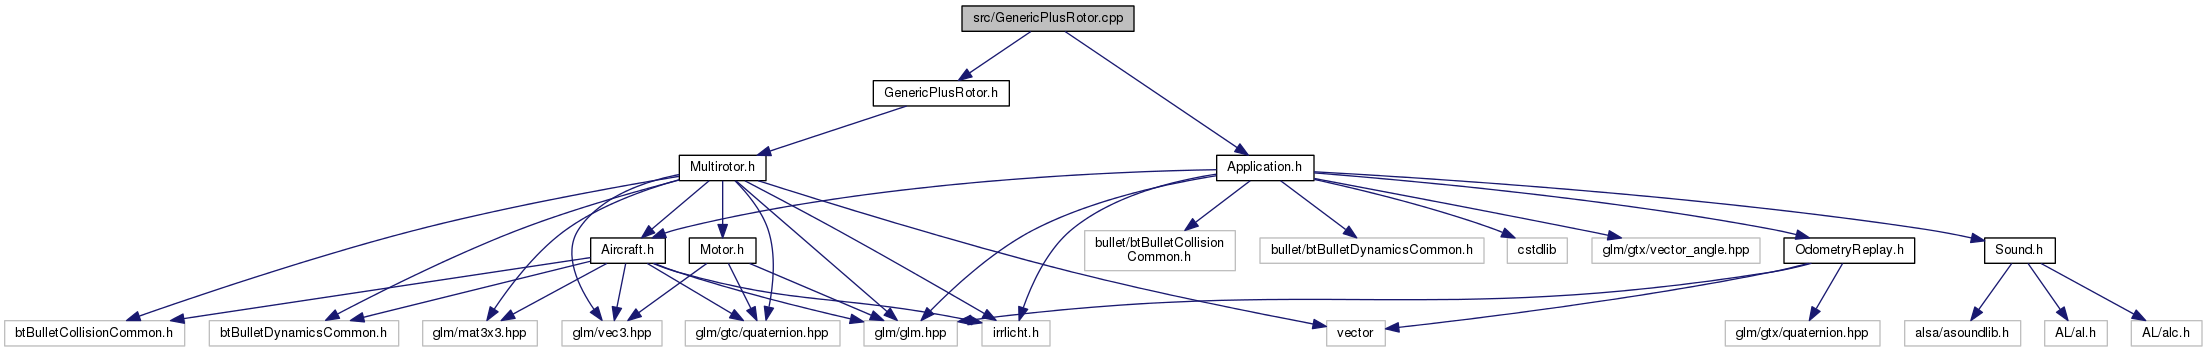 src/GenericPlusRotor.cpp
GenericPlusRotor.h
Multirotor.h
Application.h
Aircraft.h
Motor.h
bullet/btBulletCollision
Common.h
bullet/btBulletDynamicsCommon.h
cstdlib
glm/gtx/vector_angle.hpp
OdometryReplay.h
Sound.h
btBulletCollisionCommon.h
btBulletDynamicsCommon.h
glm/mat3x3.hpp
glm/vec3.hpp
glm/gtc/quaternion.hpp
glm/glm.hpp
irrlicht.h
vector
glm/gtx/quaternion.hpp
alsa/asoundlib.h
AL/al.h
AL/alc.h